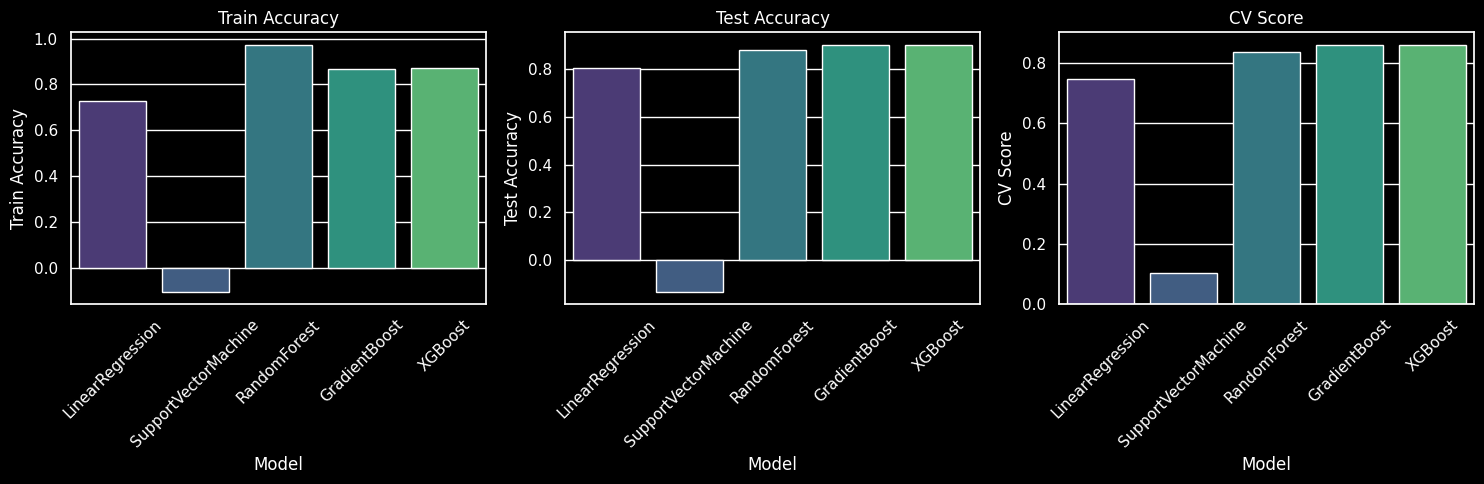 Train Accuracy
Train Accuracy
1.0
0.8
0.6
0.4
0.2
0.0
LinearRegression
SupportVectorMachine
RandomForest
GradientBoost
XGBoost
Model
Test Accuracy
Test Accuracy
0.8
0.6
0.4
0.2
0.0
LinearRegression
SupportVectorMachine
RandomForest
GradientBoost
XGBoost
Model
CV Score
CV Score
0.8
0.6
0.4
0.2
0.0
LinearRegression
SupportVectorMachine
RandomForest
GradientBoost
XGBoost
Model